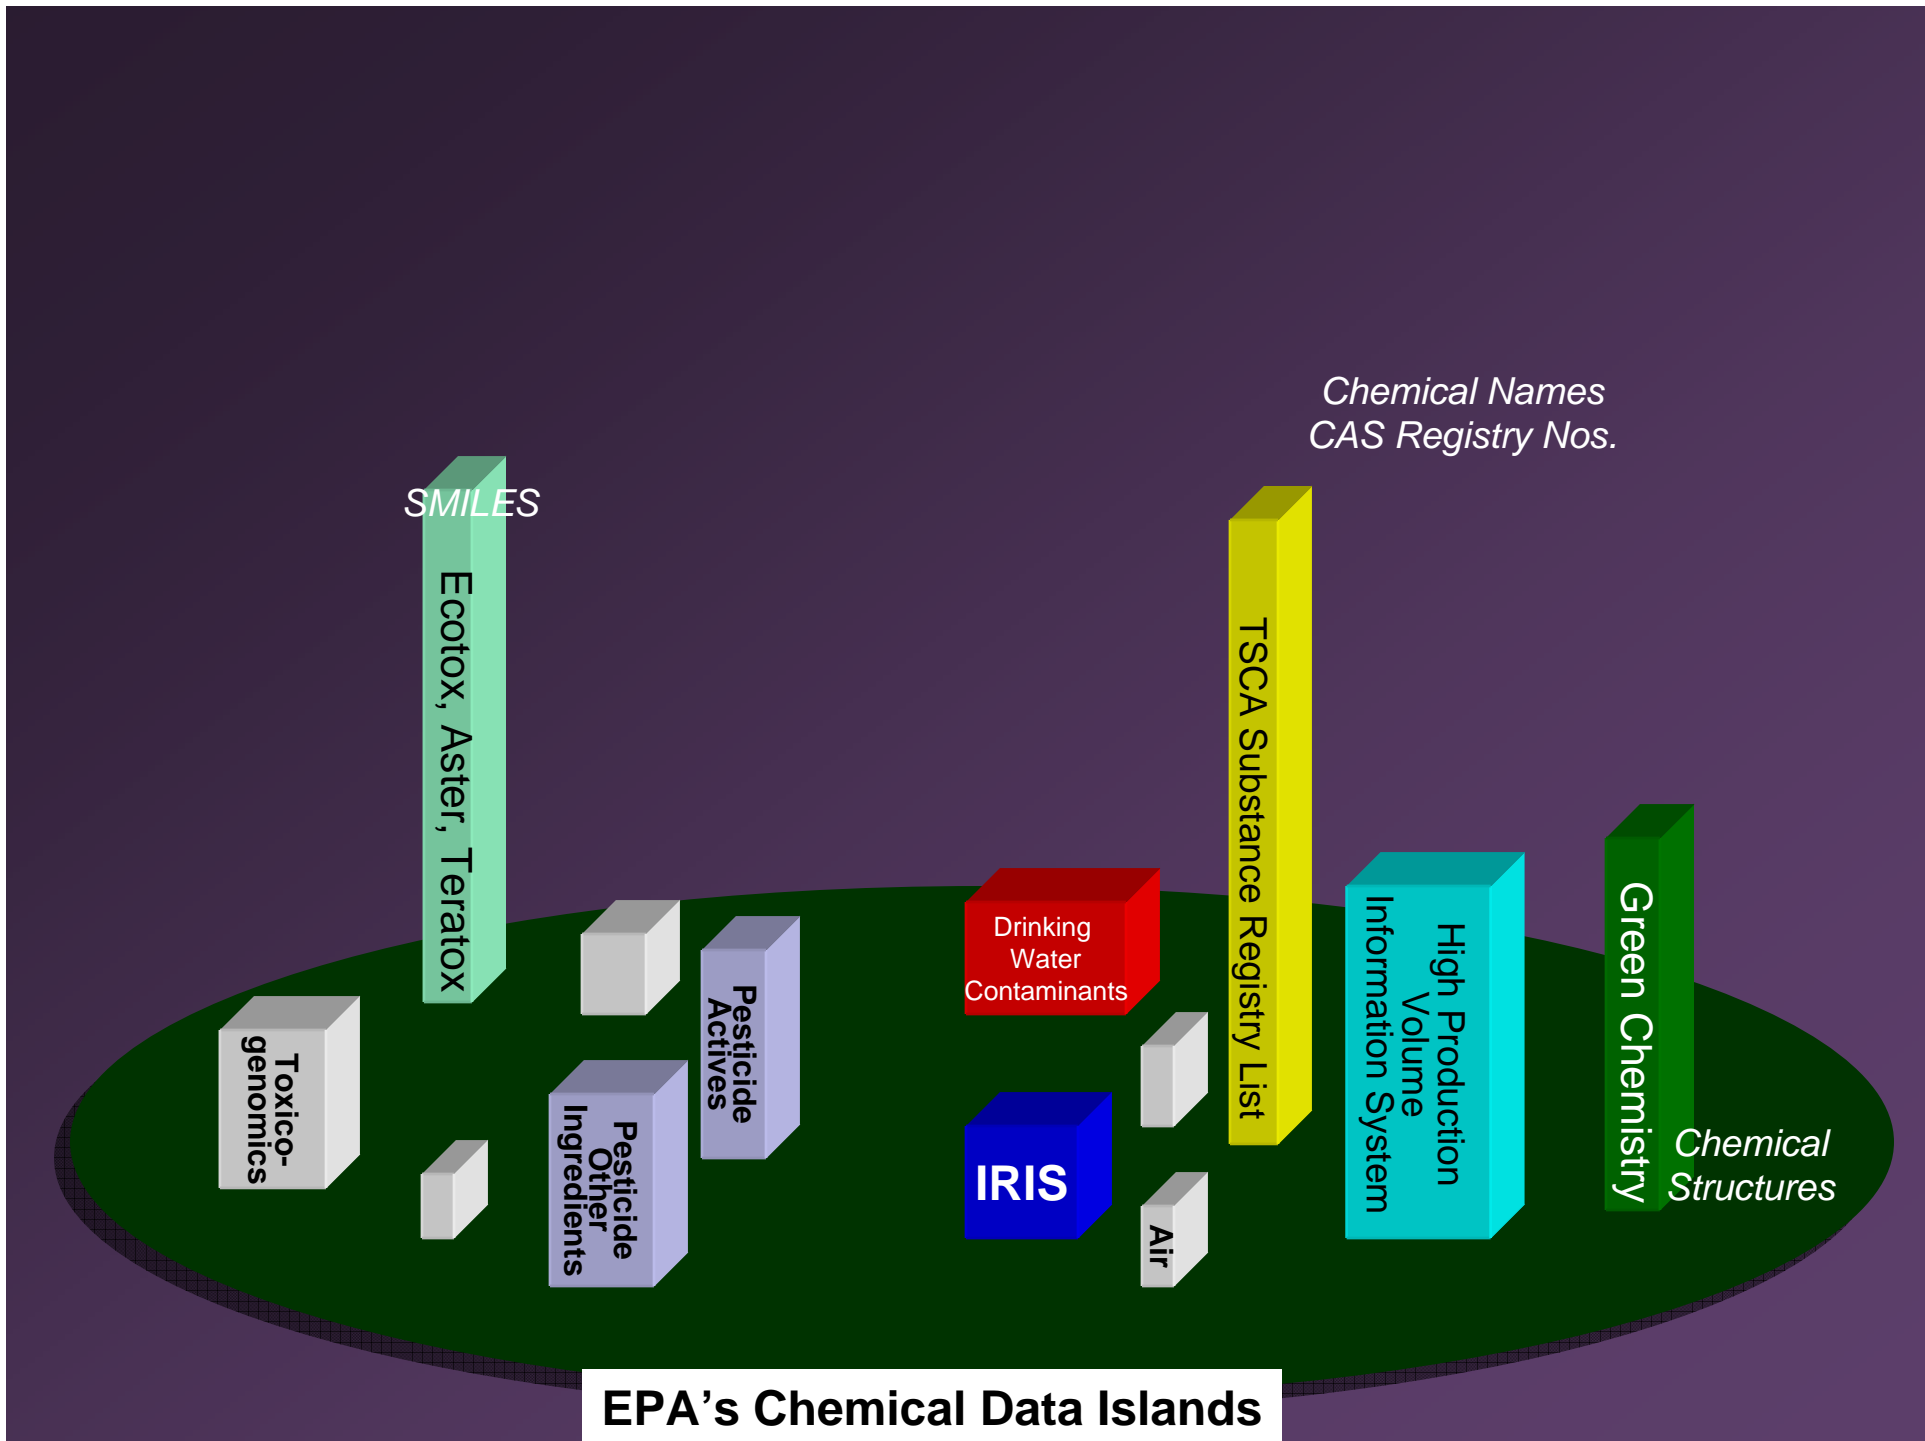 Chemical Names
CAS Registry Nos.
SMILES
Ecotox, Aster, Teratox
TSCA Substance Registry List
Drinking
Water
Contaminants
High Production
Volume
Information System
Green Chemistry
Pesticide
Actives
Toxico-
genomics
Pesticide
Other
Ingredients
IRIS
Air
Chemical
Structures
EPA’s Chemical Data Islands